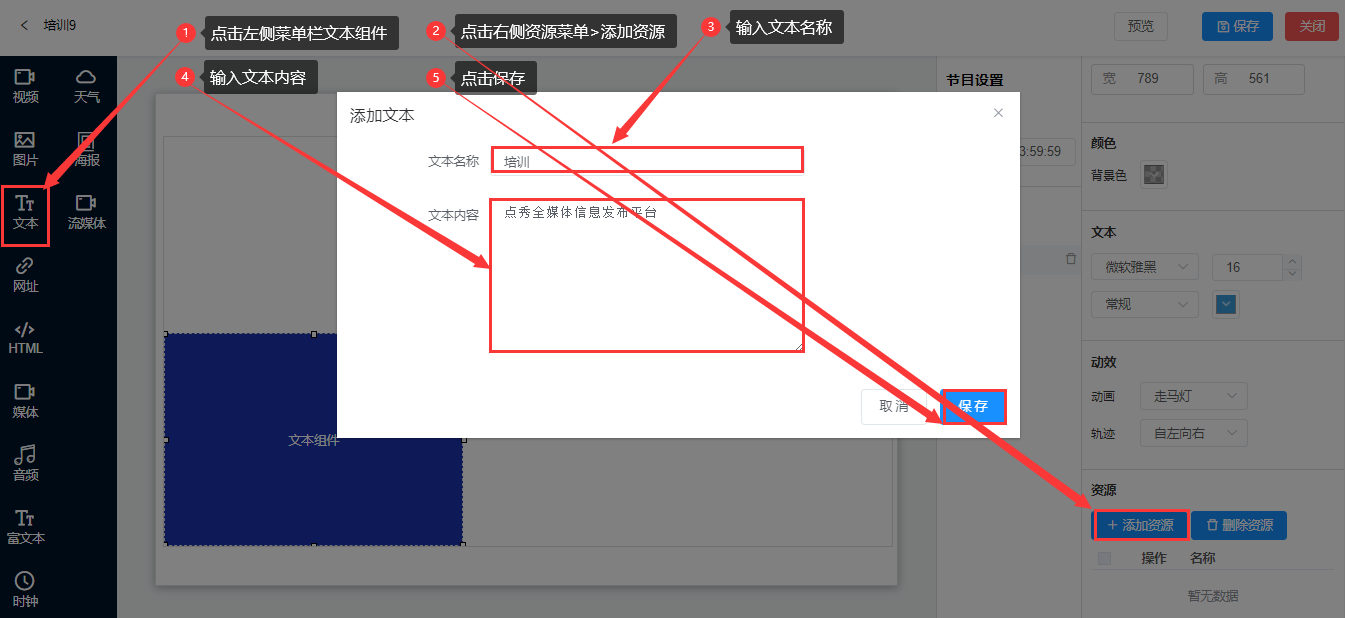 培训9
1 点击左侧菜单栏文本组件
2 点击右侧资源菜单>添加资源
3 输入文本名称
4 输入文本内容
5 点击保存
预览
保存
关闭
视频
天气
图片
海报
文本
流媒体
网址
HTML
媒体
音频
富文本
时钟
文本组件
添加文本
文本名称
培训
文本内容
点秀全媒体信息发布平台
取消
保存
节目设置
3:59:59
宽 789
高 561
颜色
背景色
文本
微软雅黑
16
常规
动效
动画
走马灯
轨迹
自左向右
资源
+ 添加资源
删除资源
操作
名称
暂无数据